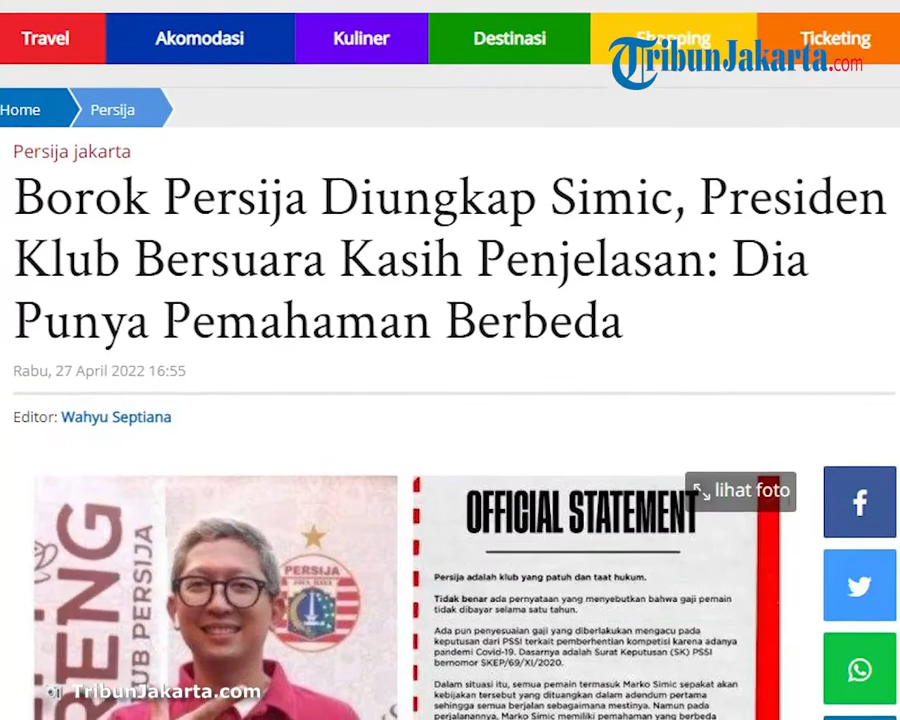 Travel
Akomodasi
Kuliner
Destinasi
Shopping
Ticketing
TribunJakarta.com
Home
Persija
Persija jakarta
Borok Persija Diungkap Simic, Presiden
Klub Bersuara Kasih Penjelasan: Dia
Punya Pemahaman Berbeda
Rabu, 27 April 2022 16:55
Editor: Wahyu Septiana
lihat foto
OFFICIAL STATEMENT
Persija adalah klub yang patuh dan taat hukum.
Tidak benar ada pernyataan yang menyebutkan bahwa gaji pemain
tidak dibayar selama satu tahun.
Ada pun penyesuaian gaji yang diberlakukan mengacu pada
keputusan dari PSSI terkait pemberhentian kompetisi karena adanya
pandemi Covid-19. Dasarnya adalah Surat Keputusan (SK) PSSI
bernomor SKEP/69/XI/2020.
Dalam situasi itu, semua pemain termasuk Marko Simic sepakat akan
kebijakan tersebut yang dituangkan dalam adendum pertama
sehingga semua berjalan sebagaimana mestinya. Namun pada
perjalanannya, Marko Simic memiliki pemahaman yang berbeda
PERSIJA
JAYA RAYA
TribunJakarta.com